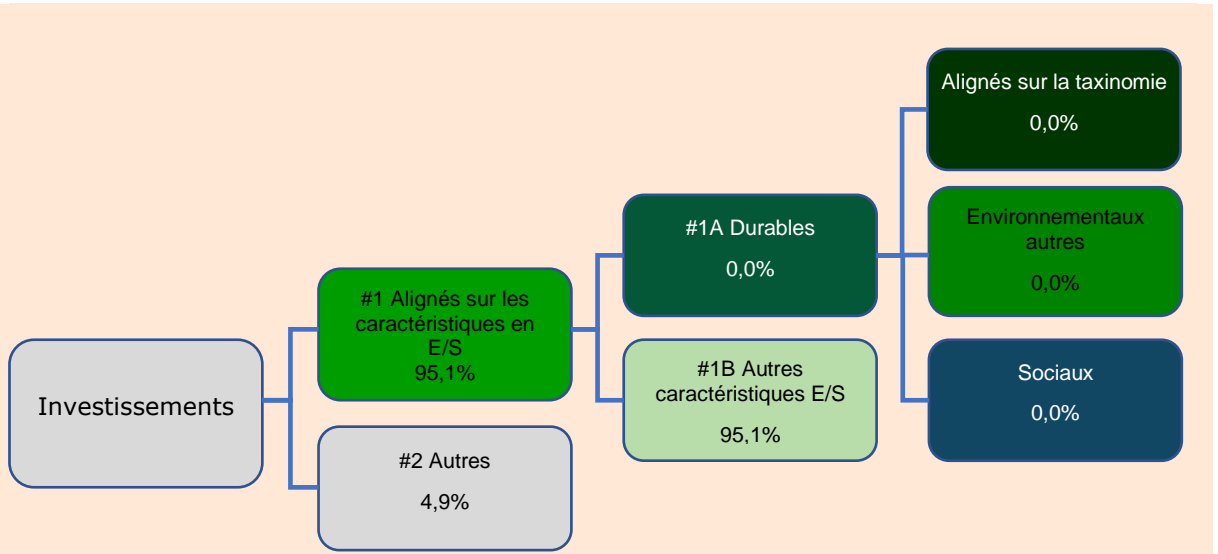 Investissements
#1 Alignés sur les
caractéristiques en
E/S
95,1%
#2 Autres
4,9%
#1A Durables
0,0%
#1B Autres
caractéristiques E/S
95,1%
Alignés sur la taxinomie
0,0%
Environnementaux
autres
0,0%
Sociaux
0,0%